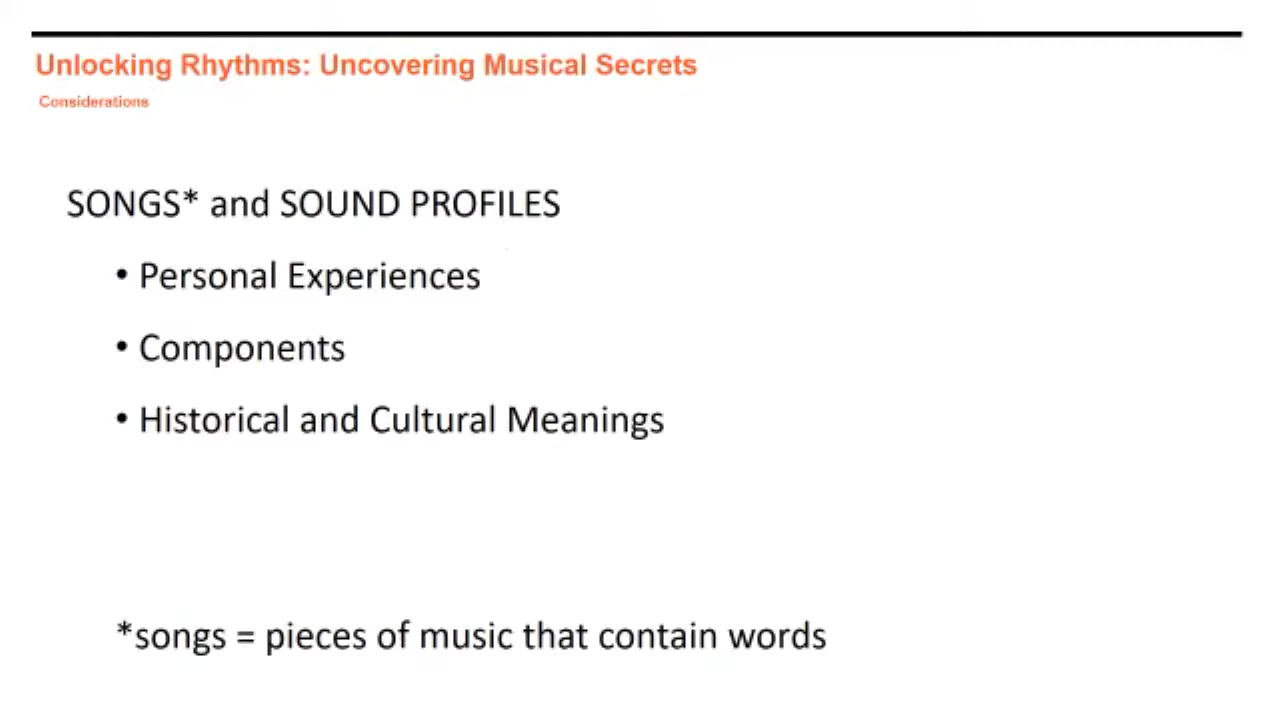 Unlocking Rhythms: Uncovering Musical Secrets
Considerations
SONGS* and SOUND PROFILES
• Personal Experiences
• Components
• Historical and Cultural Meanings
*songs = pieces of music that contain words